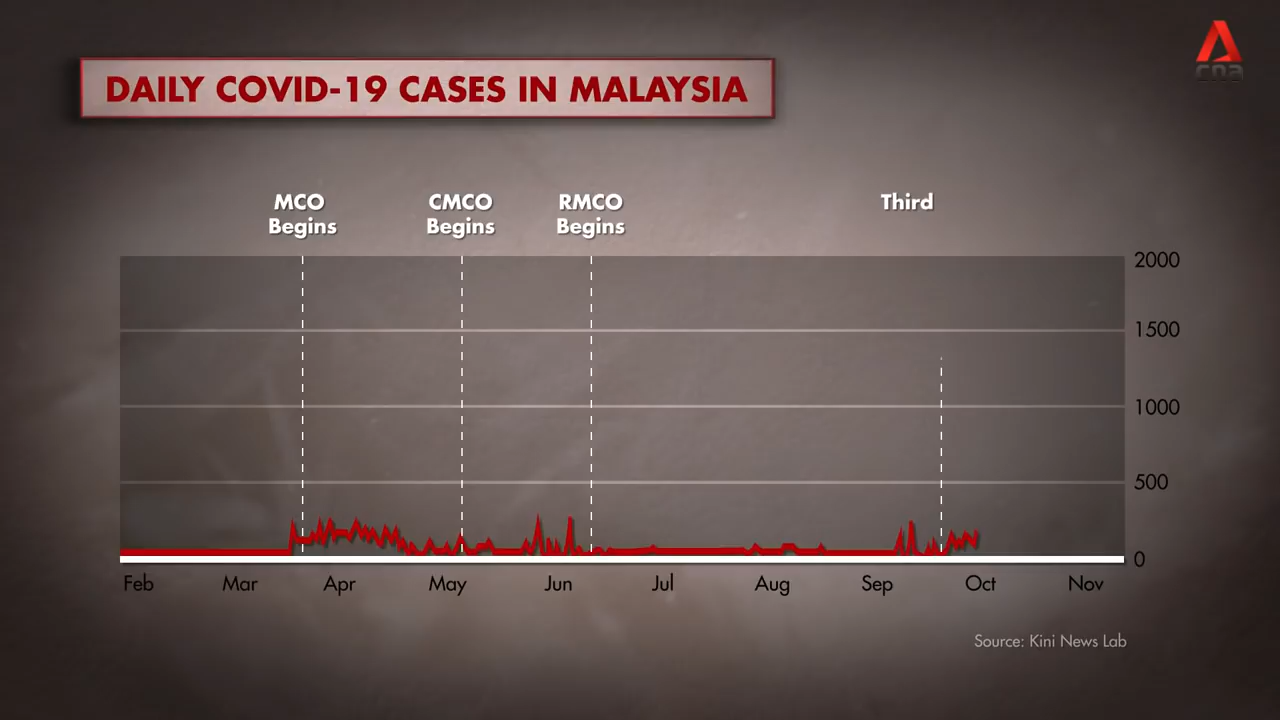 cna
DAILY COVID-19 CASES IN MALAYSIA
MCO
Begins
CMCO
Begins
RMCO
Begins
Third
2000
1500
1000
500
0
Feb Mar Apr May Jun Jul Aug Sep Oct Nov
Source: Kini News Lab